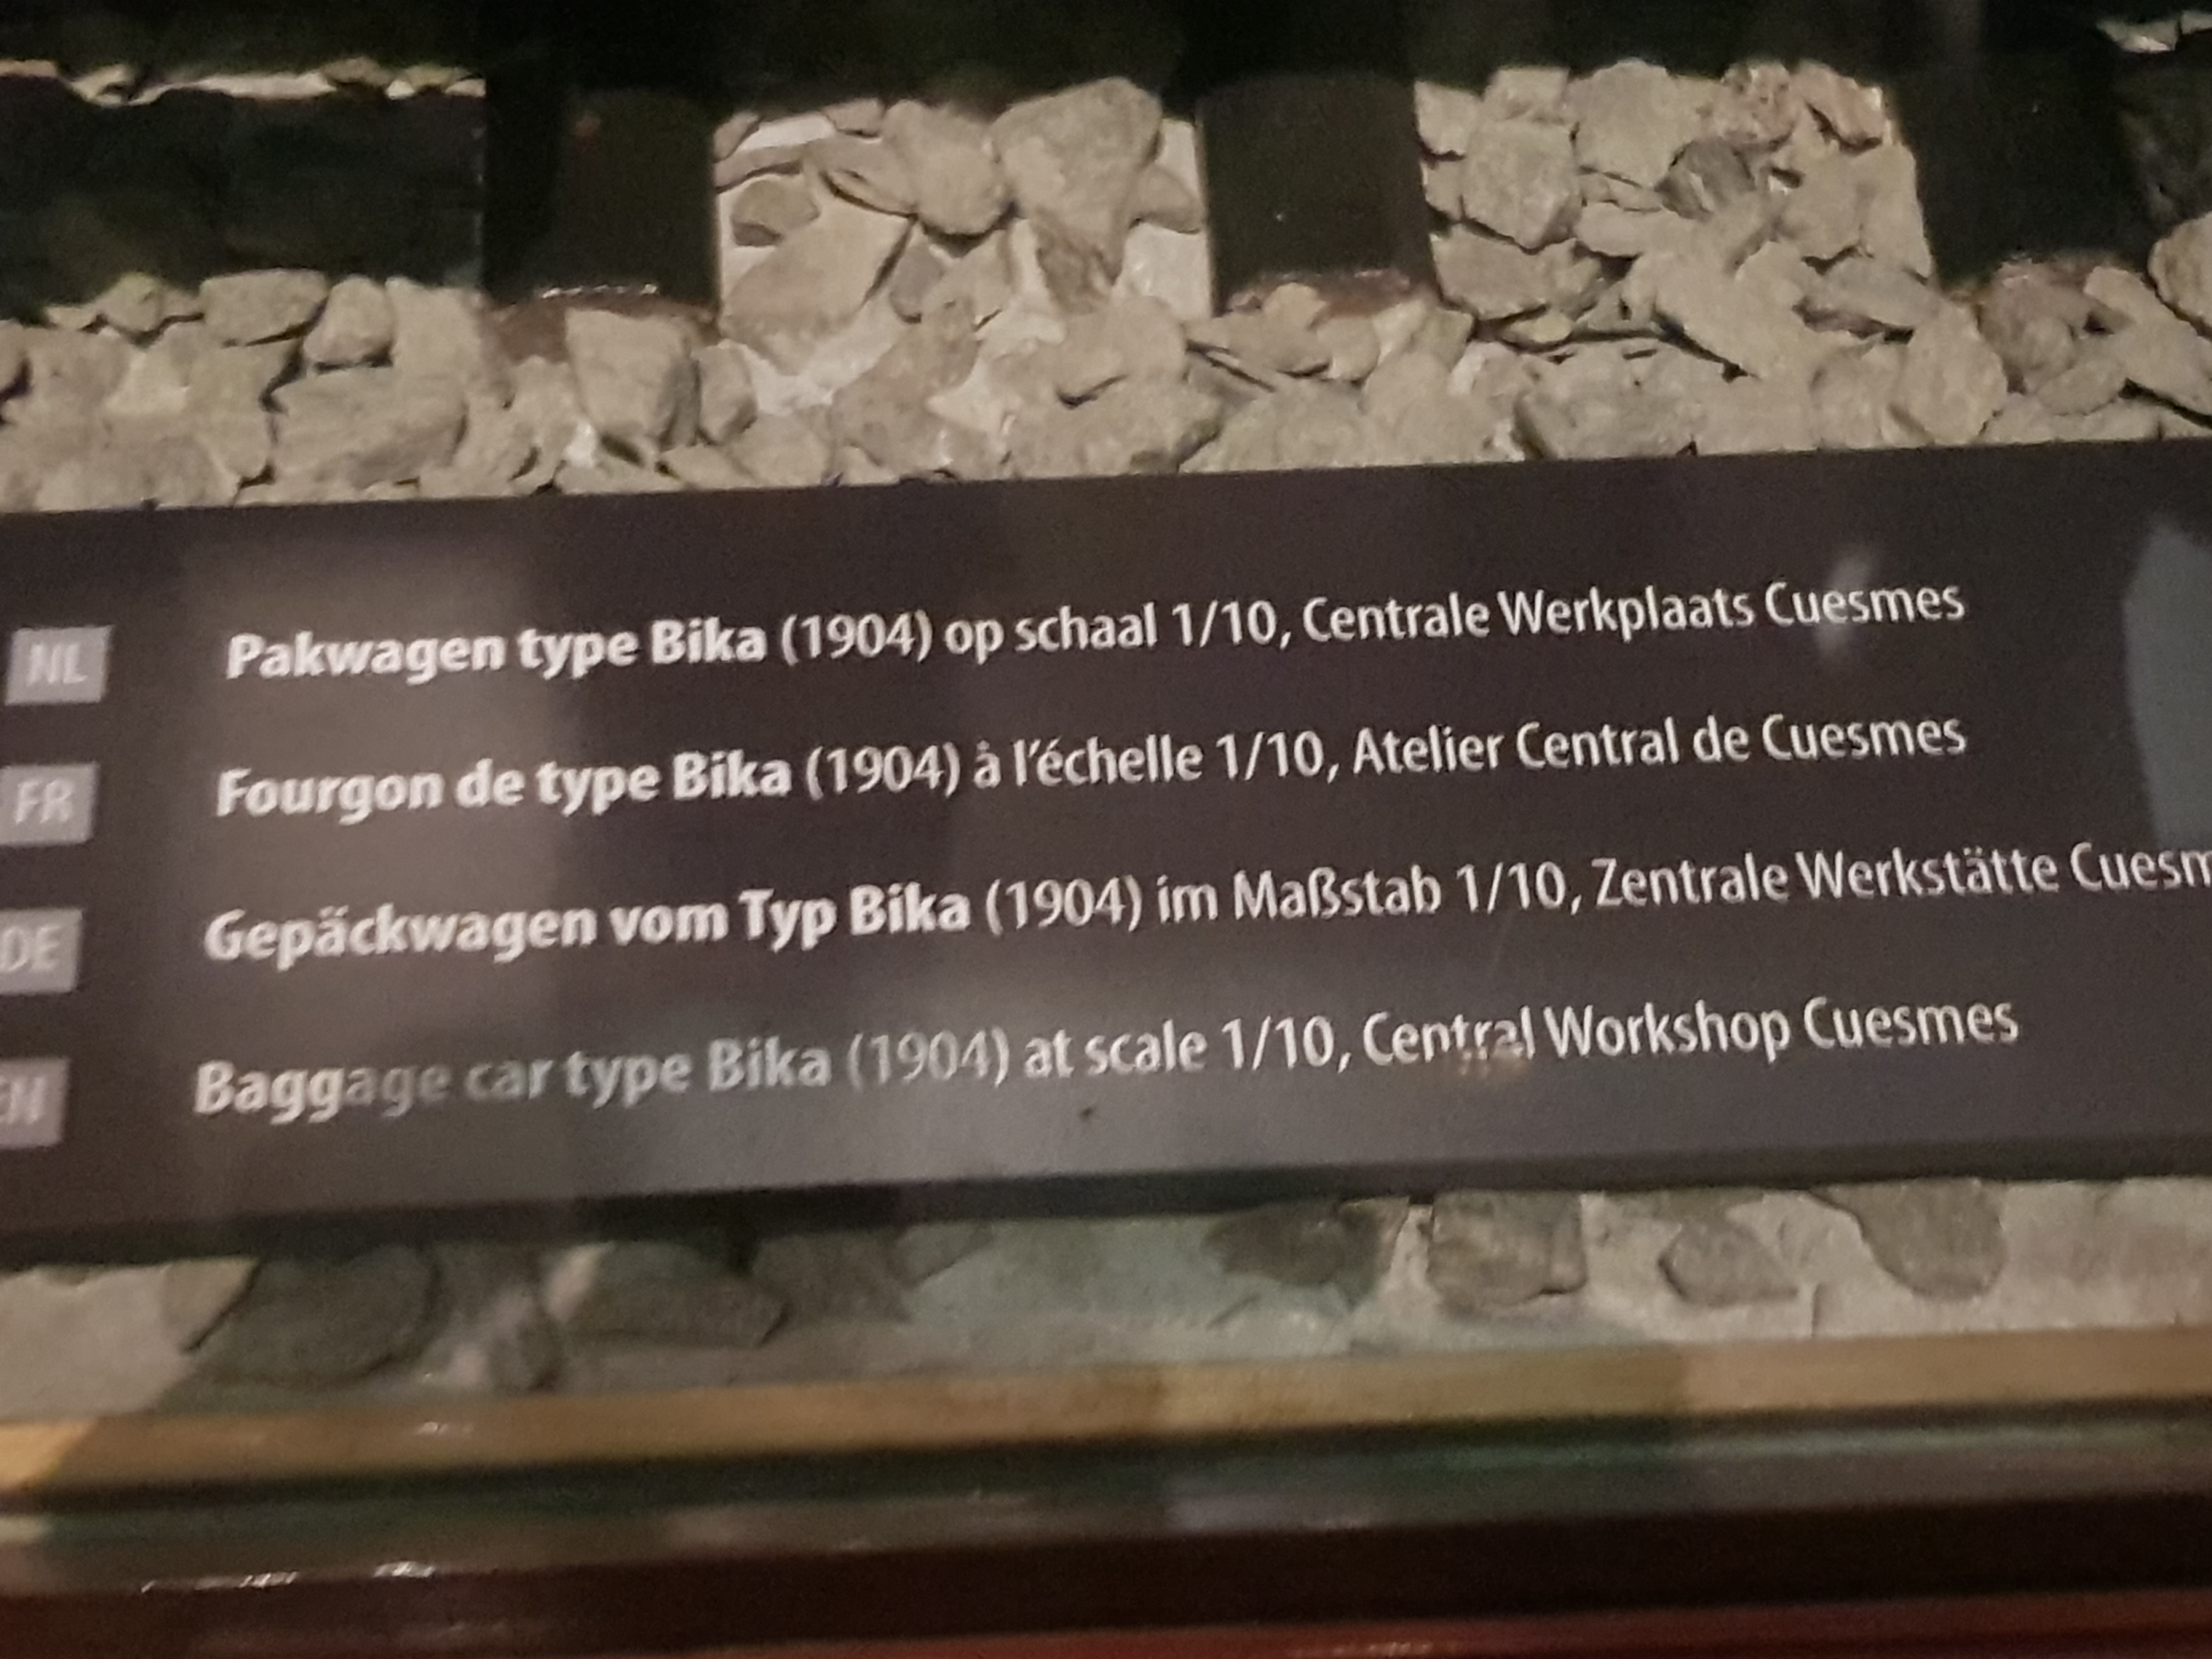 NL Pakwagen type Bika (1904) op schaal 1/10, Centrale Werkplaats Cuesmes
FR Fourgon de type Bika (1904) à l'échelle 1/10, Atelier Central de Cuesmes
DE Gepäckwagen vom Typ Bika (1904) im Maßstab 1/10, Zentrale Werkstätte Cuesm
EN Baggage car type Bika (1904) at scale 1/10, Central Workshop Cuesmes